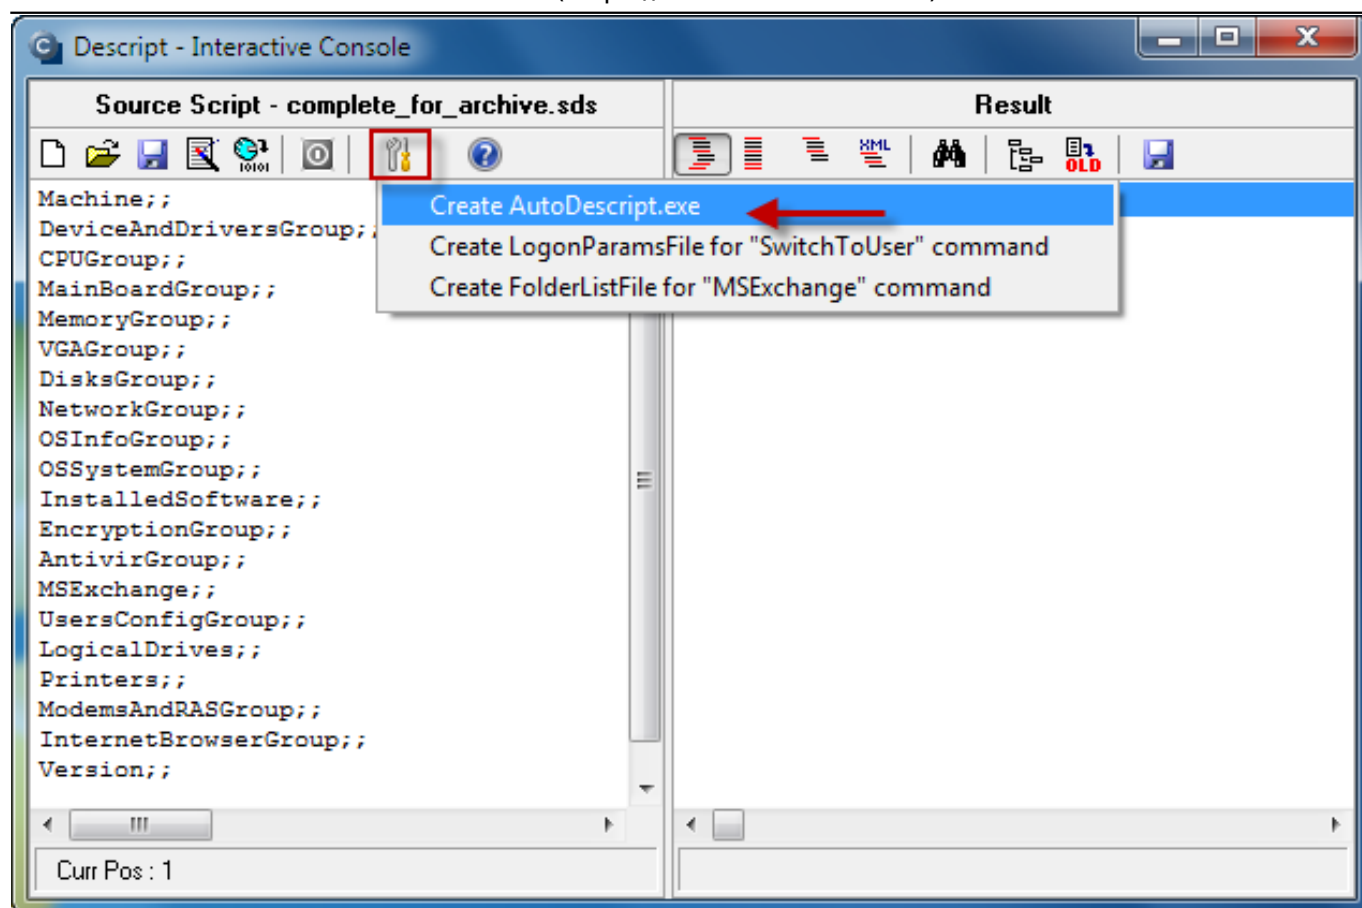 Descript - Interactive Console
Source Script - complete_for_archive.sds
Result
10101
XML
OLD
Machine;;
DeviceAndDriversGroup;;
CPUGroup;;
MainBoardGroup;;
MemoryGroup;;
VGAGroup;;
DisksGroup;;
NetworkGroup;;
OSInfoGroup;;
OSSystemGroup;;
InstalledSoftware;;
EncryptionGroup;;
AntivirGroup;;
MSExchange;;
UsersConfigGroup;;
LogicalDrives;;
Printers;;
ModemsAndRASGroup;;
InternetBrowserGroup;;
Version;;
Create AutoDescript.exe
Create LogonParamsFile for "SwitchToUser" command
Create FolderListFile for "MSExchange" command
Curr Pos : 1